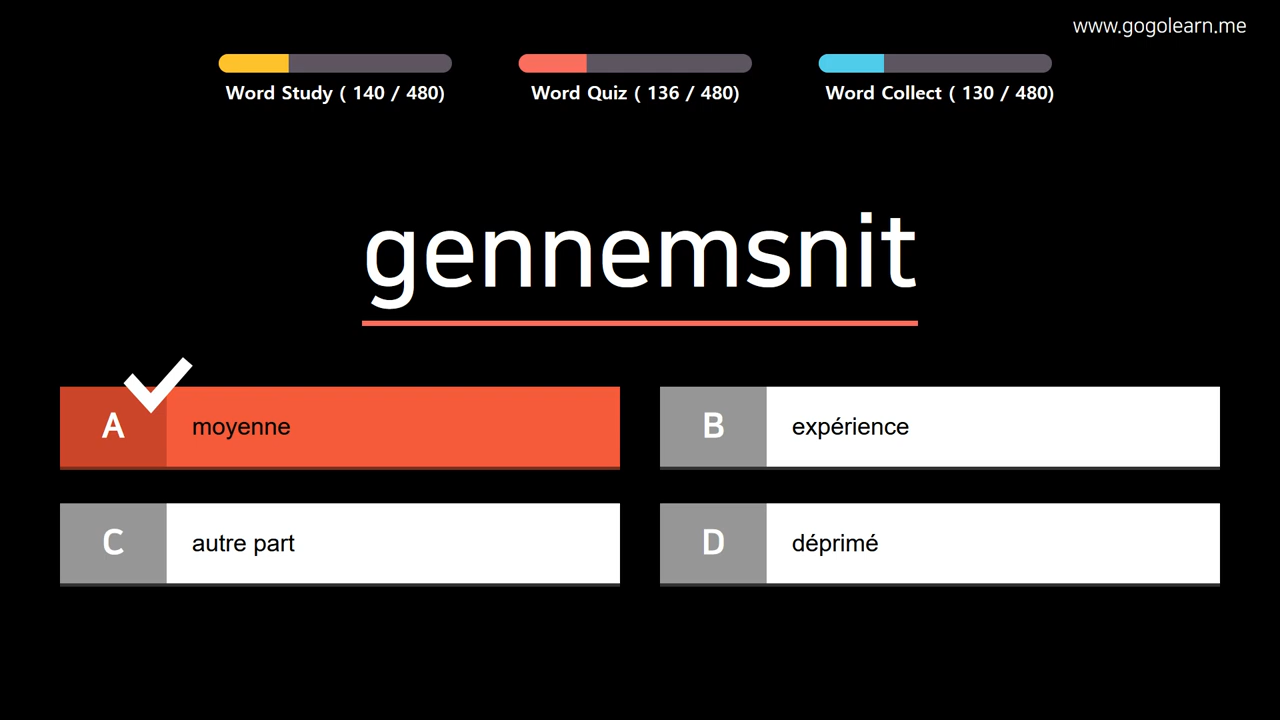 www.gogolearn.me
Word Study ( 140 / 480)
Word Quiz ( 136 / 480)
Word Collect ( 130 / 480)
gennemsnit
A moyenne
B expérience
C autre part
D déprimé